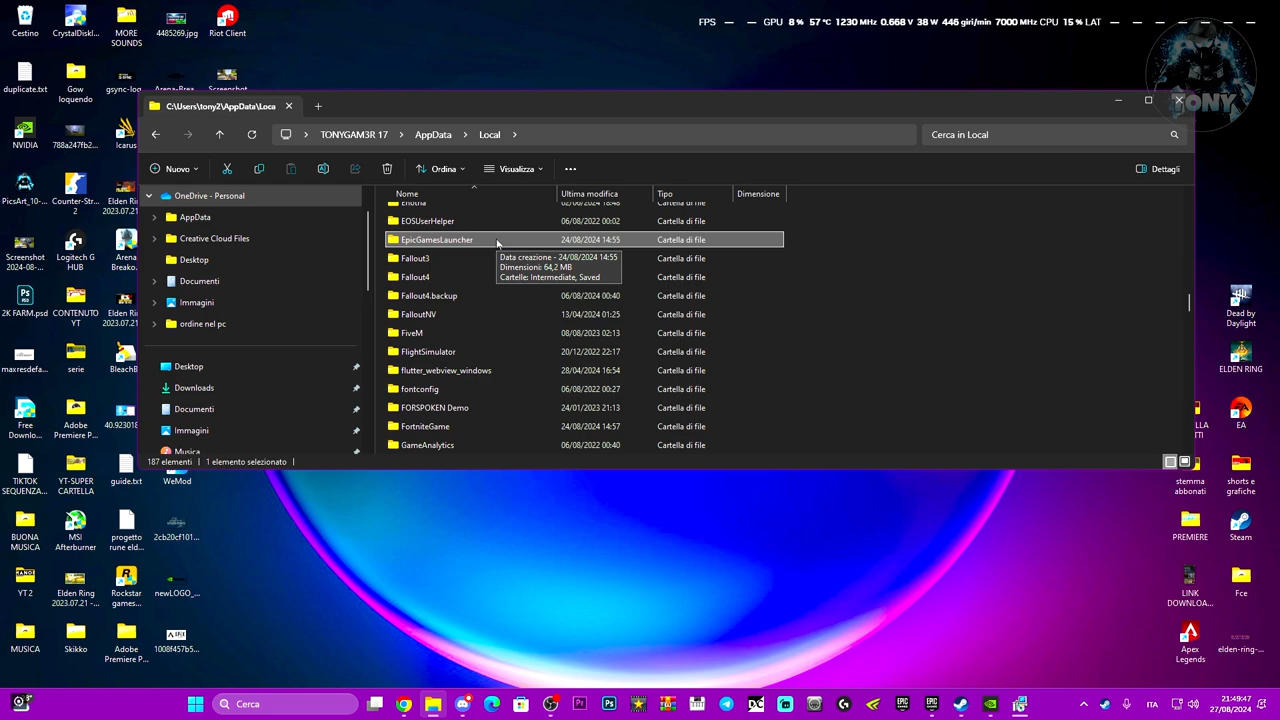 FPS — — GPU 8 % 57 °C 1230 MHz 0.668 V 38 W 446 giri/min 7000 MHz CPU 15 % LAT — — — — — — —
TONY
Cestino
CrystalDiskI...
MORE SOUNDS
4485269.jpg
Riot Client
duplicate.txt
Gow loquendo
gsync-log
Arena-Brea...
Screenshot
NVIDIA
788a247fb2...
Icarus
PicsArt_10-...
Counter-Str... 2
Elden Ring 2023.07.21...
Screenshot 2024-08-...
Logitech G HUB
Arena Breako...
2K FARM.psd
CONTENUTO YT
Elden Ring 2023.07.21...
maxresdefa...
serie
BleachB...
Free Downlo...
Adobe Premiere P...
40.923018...
TIKTOK SEQUENZA...
YT-SUPER CARTELLA
guide.txt
WeMod
BUONA MUSICA
MSI Afterburner
progetto rune eld...
2cb20cf101...
YT 2
Elden Ring 2023.07.21 -...
Rockstar games...
newLOGO_...
MUSICA
Skikko
Adobe Premiere P...
1008f457b5...
C:\Users\tony2\AppData\Loca
TONYGAM3R 17 > AppData > Local >
Cerca in Local
Nuovo
Ordina
Visualizza
Dettagli
OneDrive - Personal
AppData
Creative Cloud Files
Desktop
Documenti
Immagini
ordine nel pc
Desktop
Downloads
Documenti
Immagini
Musica
Nome Ultima modifica Tipo Dimensione
EOSUserHelper 06/08/2022 00:02 Cartella di file
EpicGamesLauncher 24/08/2024 14:55 Cartella di file
Data creazione - 24/08/2024 14:55
Dimensioni: 64,2 MB
Cartelle: Intermediate, Saved
Fallout3 Cartella di file
Fallout4 Cartella di file
Fallout4.backup 06/08/2024 00:40 Cartella di file
FalloutNV 13/04/2024 01:25 Cartella di file
FiveM 08/08/2023 02:13 Cartella di file
FlightSimulator 20/12/2022 22:17 Cartella di file
flutter_webview_windows 28/04/2024 16:54 Cartella di file
fontconfig 06/08/2022 00:27 Cartella di file
FORSPOKEN Demo 24/01/2023 21:13 Cartella di file
FortniteGame 24/08/2024 14:57 Cartella di file
GameAnalytics 06/08/2022 00:40 Cartella di file
187 elementi 1 elemento selezionato
Dead by Daylight
ELDEN RING
EA
stemma abbonati
shorts e grafiche
PREMIERE
Steam
LINK DOWNLOA...
Fce
Apex Legends
elden-ring-...
Cerca
ITA
21:49:47
27/08/2024